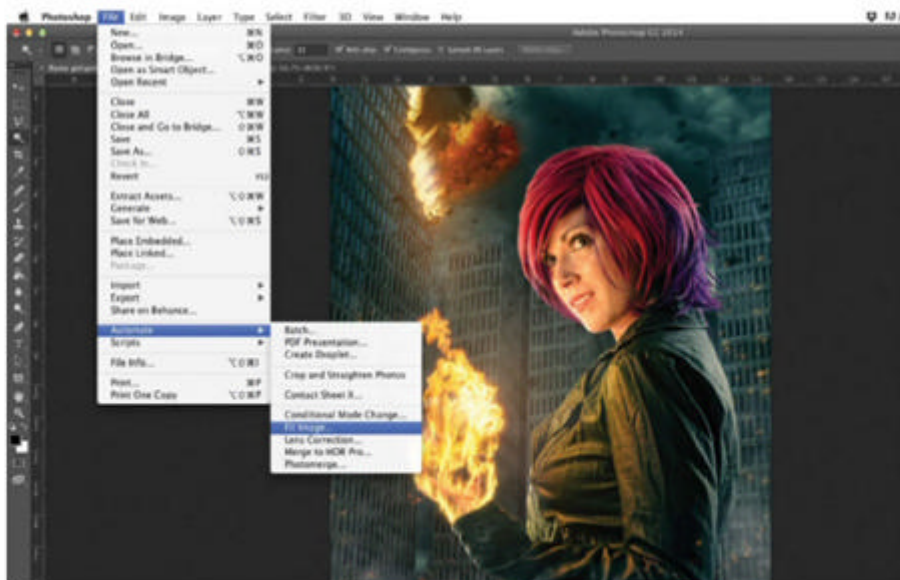 Photoshop File Edit Image Layer Type Select Filter 3D View Window Help
Adobe Photoshop CC 2014
New... ⌘N
Open... ⌘O
Browse in Bridge... ⌥⌘O
Open as Smart Object...
Open Recent
Close ⌘W
Close All ⌥⌘W
Close and Go to Bridge... ⇧⌘W
Save ⌘S
Save As... ⇧⌘S
Check In...
Revert
Extract Assets... ⌥⇧⌘W
Generate
Save for Web... ⌥⇧⌘S
Place Embedded...
Place Linked...
Package...
Import
Export
Share on Behance...
Automate
Scripts
File Info... ⌥⇧⌘I
Print... ⌘P
Print One Copy ⌥⇧⌘P
Batch...
PDF Presentation...
Create Droplet...
Crop and Straighten Photos
Contact Sheet II...
Conditional Mode Change...
Fit Image...
Lens Correction...
Merge to HDR Pro...
Photomerge...